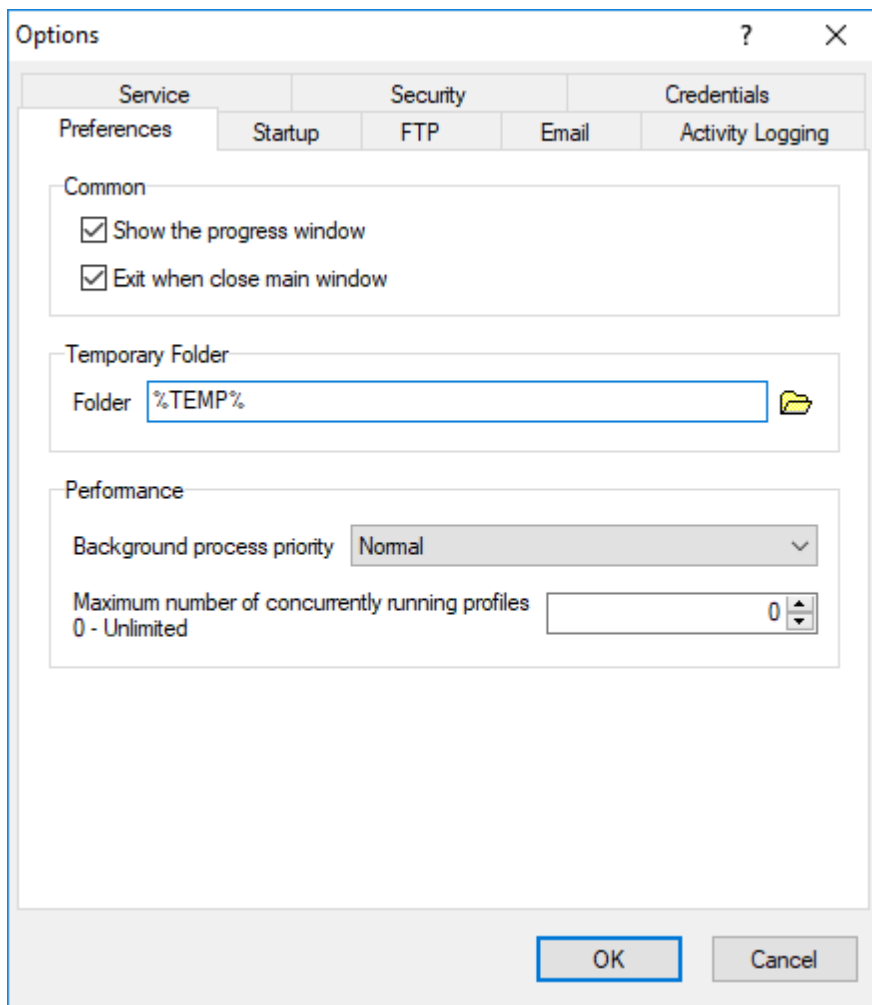 Options
?
Service Security Credentials
Preferences Startup FTP Email Activity Logging
Common
Show the progress window
Exit when close main window
Temporary Folder
Folder %TEMP%
Performance
Background process priority Normal
Maximum number of concurrently running profiles
0 - Unlimited
0
OK Cancel